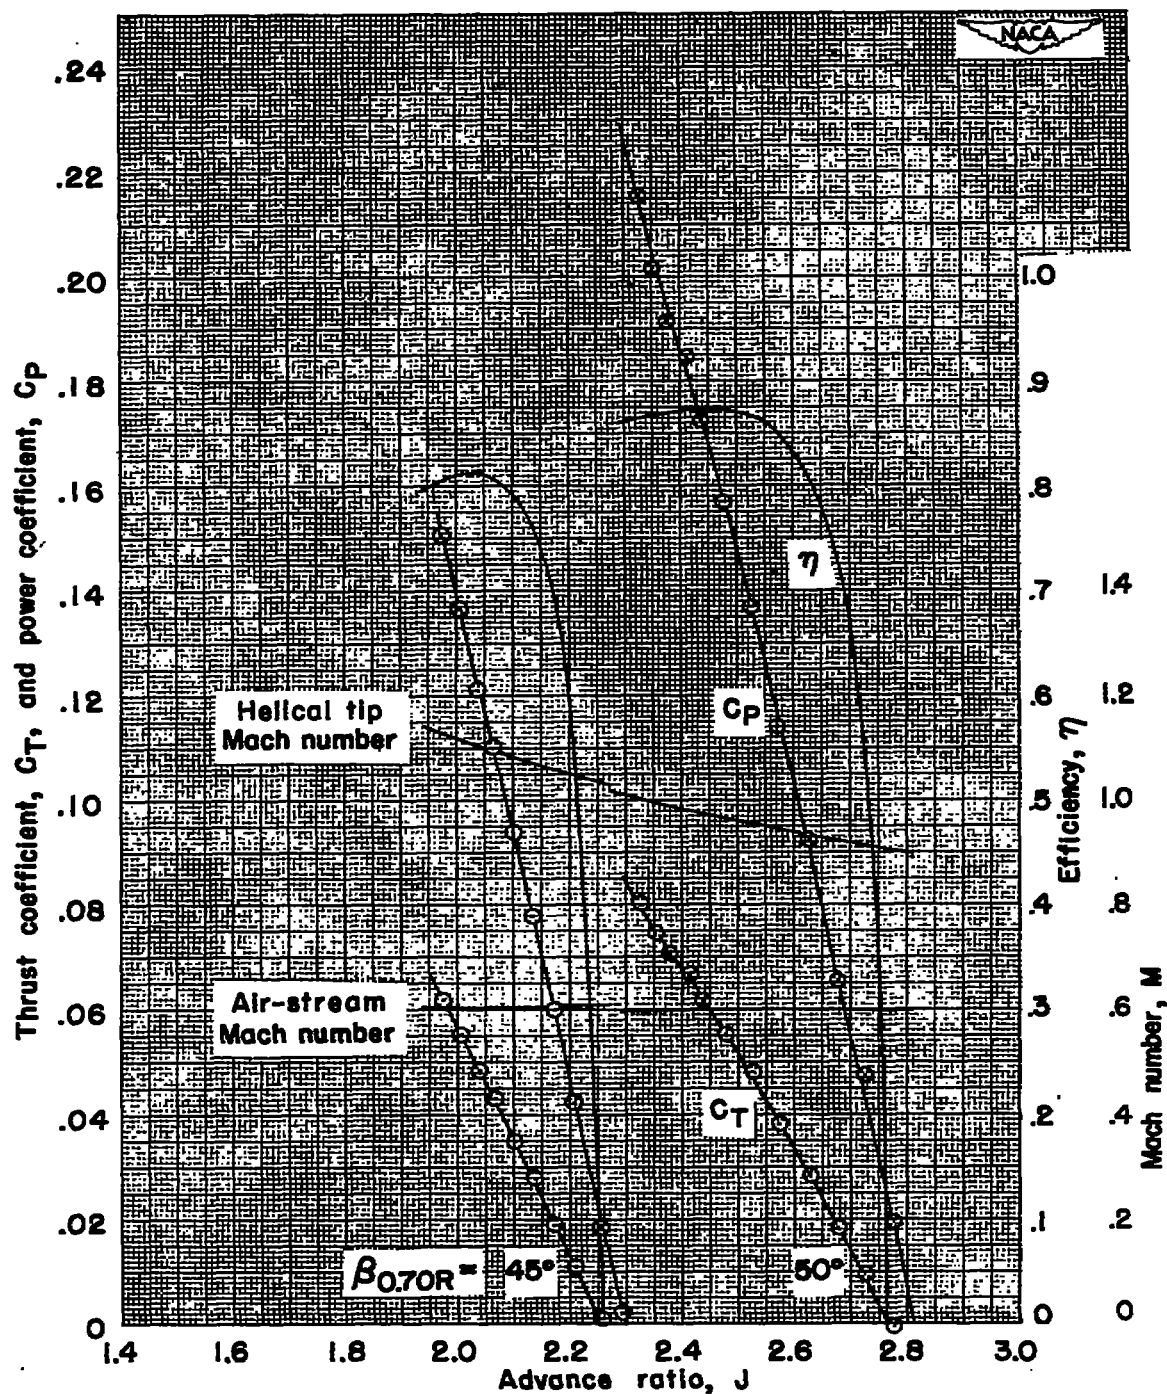 NACA
.24
.22
.20
.18
.16
.14
.12
.10
.08
.06
.04
.02
0
Thrust coefficient, C_T, and power coefficient, C_P
1.0
.9
.8
.7
.6
.5
.4
.3
.2
.1
0
Efficiency, η
1.4
1.2
1.0
.8
.6
.4
.2
0
Mach number, M
η
C_P
Helical tip
Mach number
Air-stream
Mach number
C_T
β0.70R = 45°
50°
1.4 1.6 1.8 2.0 2.2 2.4 2.6 2.8 3.0
Advance ratio, J